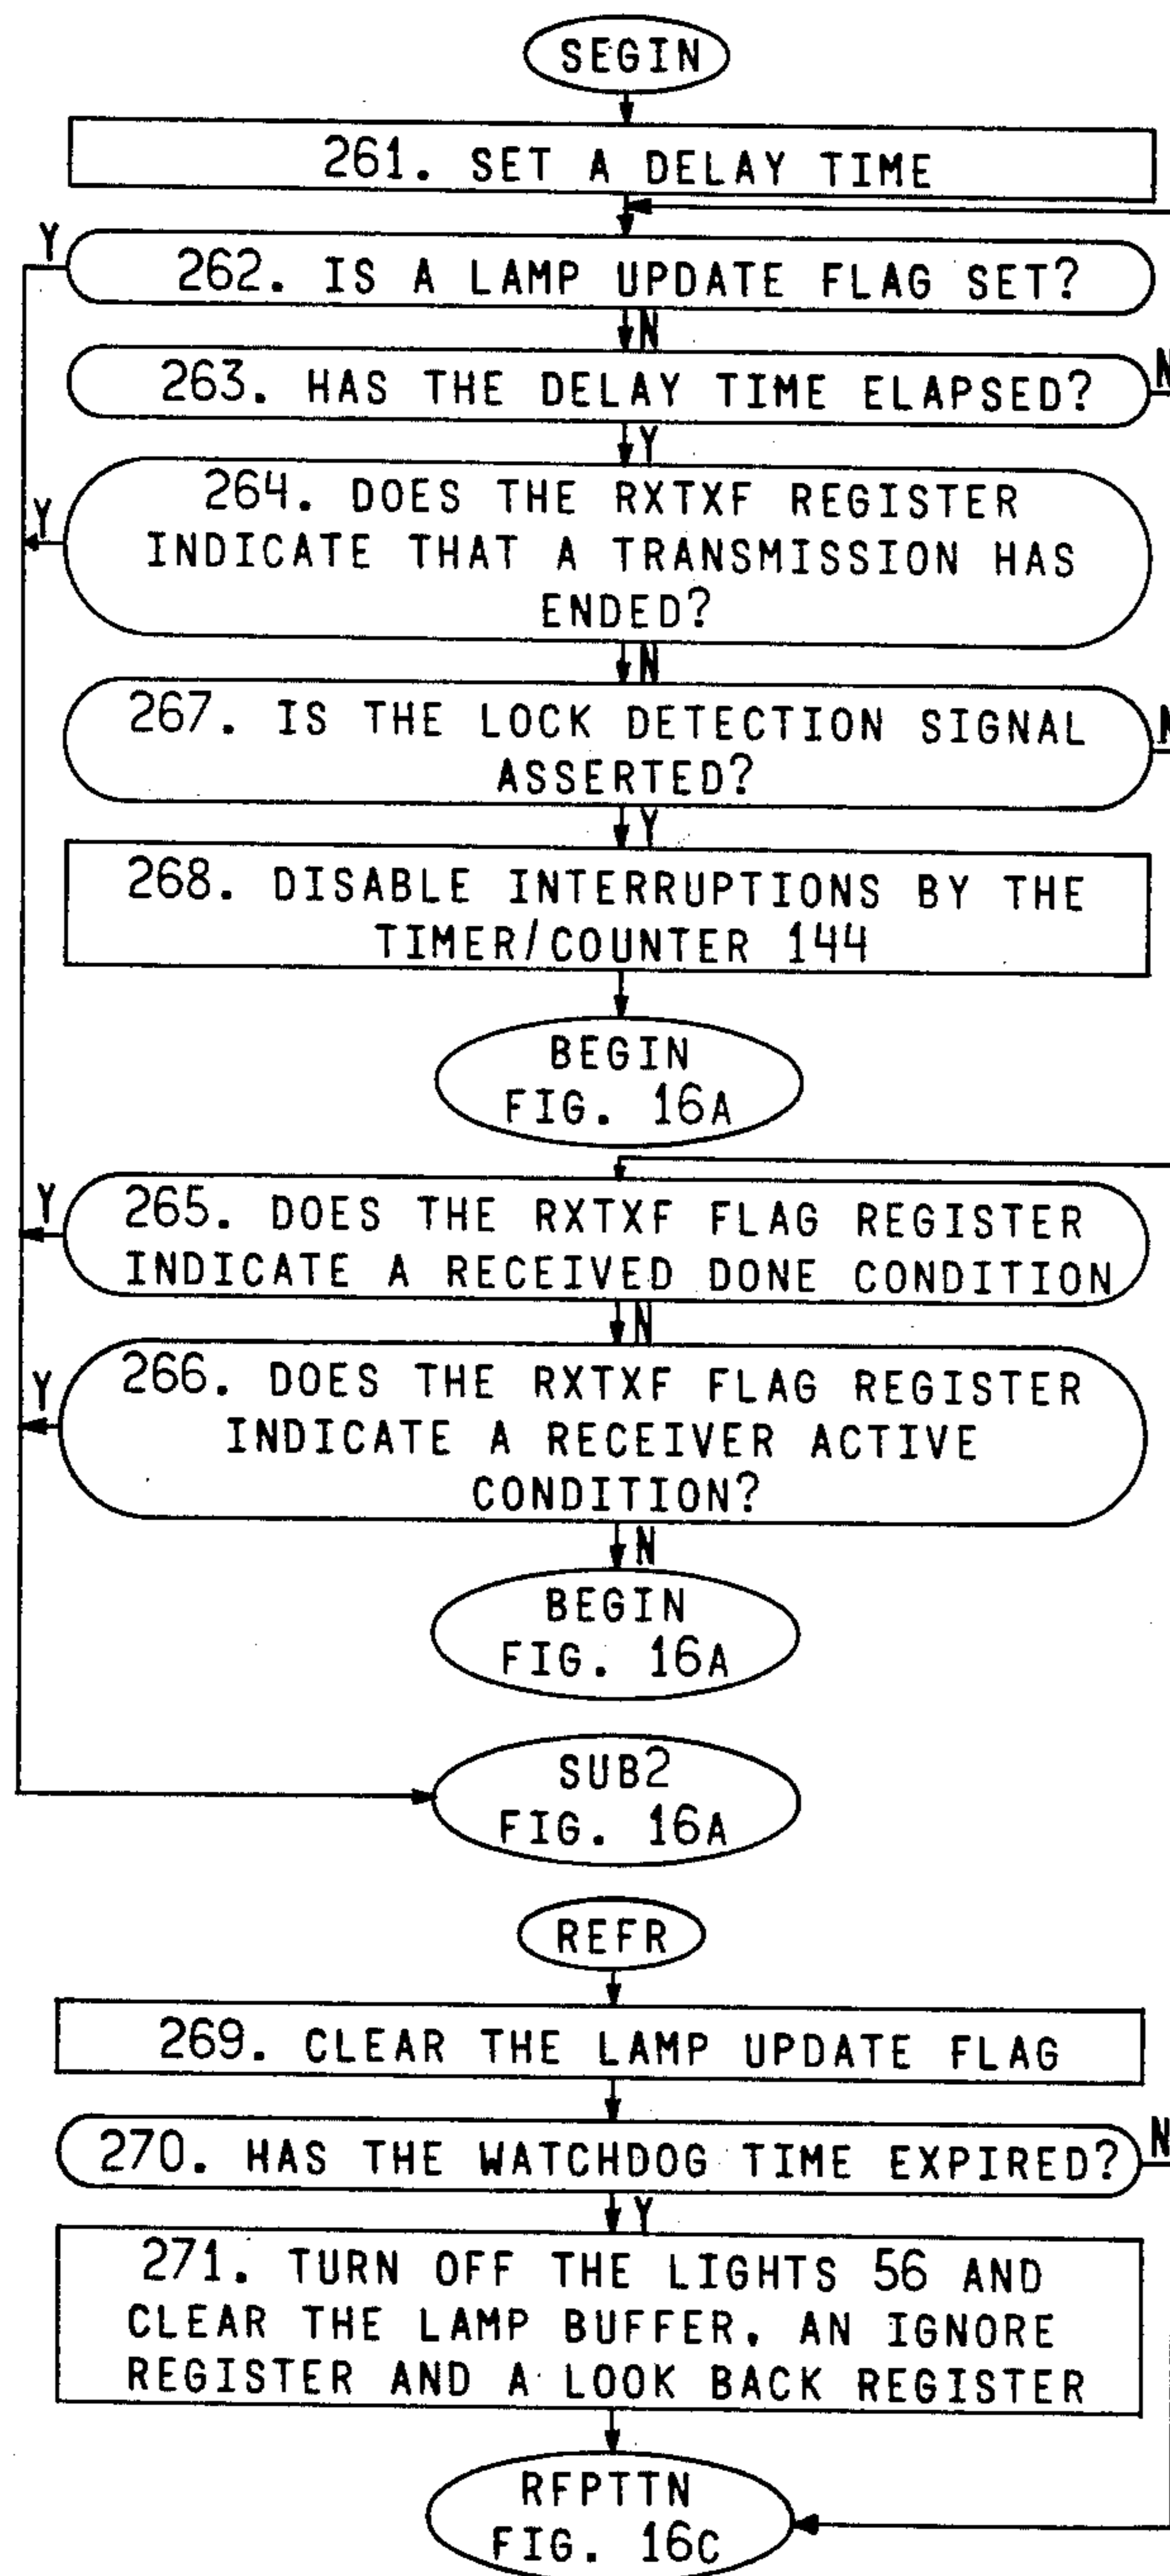 SEGIN
261. SET A DELAY TIME
Y
262. IS A LAMP UPDATE FLAG SET?
N
263. HAS THE DELAY TIME ELAPSED?
N
Y
264. DOES THE RXTXF REGISTER
INDICATE THAT A TRANSMISSION HAS
ENDED?
Y
N
267. IS THE LOCK DETECTION SIGNAL
ASSERTED?
N
Y
268. DISABLE INTERRUPTIONS BY THE
TIMER/COUNTER 144
BEGIN
FIG. 16A
Y
265. DOES THE RXTXF FLAG REGISTER
INDICATE A RECEIVED DONE CONDITION
N
Y
266. DOES THE RXTXF FLAG REGISTER
INDICATE A RECEIVER ACTIVE
CONDITION?
N
BEGIN
FIG. 16A
SUB2
FIG. 16A
REFR
269. CLEAR THE LAMP UPDATE FLAG
270. HAS THE WATCHDOG TIME EXPIRED?
N
Y
271. TURN OFF THE LIGHTS 56 AND
CLEAR THE LAMP BUFFER, AN IGNORE
REGISTER AND A LOOK BACK REGISTER
RFPTTN
FIG. 16C